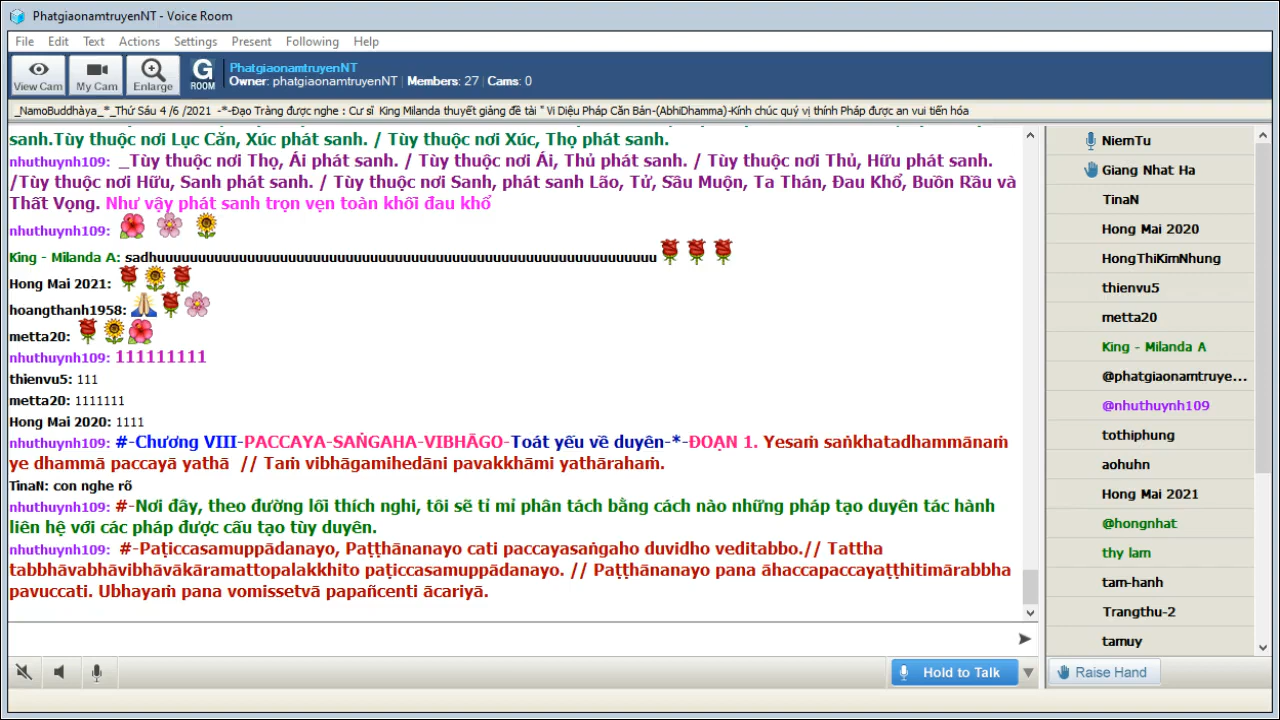 PhatgiaonamtruyenNT - Voice Room
File Edit Text Actions Settings Present Following Help
View Cam My Cam Enlarge G ROOM
PhatgiaonamtruyenNT
Owner: phatgiaonamtruyenNT | Members: 27 | Cams: 0
_NamoBuddhàya_*_Thứ Sáu 4 /6 /2021 -*-Đạo Tràng được nghe : Cư sĩ King Milanda thuyết giảng đề tài " Vi Diệu Pháp Căn Bản-(AbhiDhamma)-Kính chúc quý vị thính Pháp được an vui tiến hóa
sanh.Tùy thuộc nơi Lục Căn, Xúc phát sanh. / Tùy thuộc nơi Xúc, Thọ phát sanh.
nhuthuynh109: _Tùy thuộc nơi Thọ, Ái phát sanh. / Tùy thuộc nơi Ái, Thủ phát sanh. / Tùy thuộc nơi Thủ, Hữu phát sanh.
/Tùy thuộc nơi Hữu, Sanh phát sanh. / Tùy thuộc nơi Sanh, phát sanh Lão, Tử, Sầu Muộn, Ta Thán, Đau Khổ, Buồn Rầu và
Thất Vọng. Như vậy phát sanh trọn vẹn toàn khối đau khổ
nhuthuynh109:
King - Milanda A: sadhuuuuuuuuuuuuuuuuuuuuuuuuuuuuuuuuuuuuuuuuuuuuuuuuuuuuuuuuuuuuu
Hong Mai 2021:
hoangthanh1958:
metta20:
nhuthuynh109: 111111111
thienvu5: 111
metta20: 1111111
Hong Mai 2020: 1111
nhuthuynh109: #-Chương VIII-PACCAYA-SAṄGAHA-VIBHĀGO-Toát yếu về duyên-*-ĐOẠN 1. Yesaṁ saṅkhatadhammānaṁ
ye dhammā paccayā yathā // Taṁ vibhāgamihedāni pavakkhāmi yathārahaṁ.
TinaN: con nghe rõ
nhuthuynh109: #-Nơi đây, theo đường lối thích nghi, tôi sẽ tỉ mỉ phân tách bằng cách nào những pháp tạo duyên tác hành
liên hệ với các pháp được cấu tạo tùy duyên.
nhuthuynh109: #-Paṭiccasamuppādanayo, Paṭṭhānanayo cati paccayasaṅgaho duvidho veditabbo.// Tattha
tabbhāvabhāvibhāvākāramattopalakkhito paṭiccasamuppādanayo. // Paṭṭhānanayo pana āhaccapaccayaṭṭhitimārabbha
pavuccati. Ubhayaṁ pana vomissetvā papañcenti ācariyā.
NiemTu
Giang Nhat Ha
TinaN
Hong Mai 2020
HongThiKimNhung
thienvu5
metta20
King - Milanda A
@phatgiaonamtruye...
@nhuthuynh109
tothiphung
aohuhn
Hong Mai 2021
@hongnhat
thy lam
tam-hanh
Trangthu-2
tamuy
Hold to Talk
Raise Hand